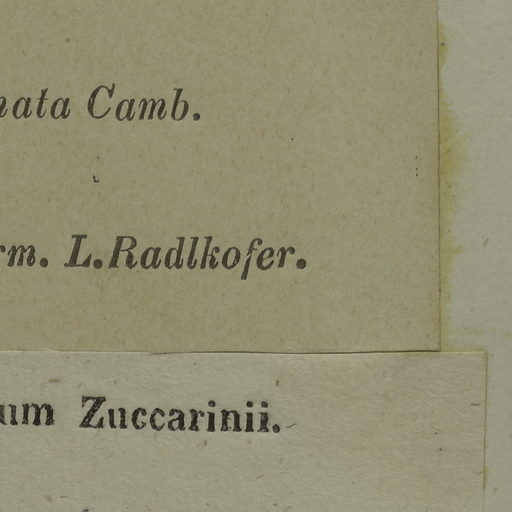 nata Camb.
rm. L. Radlkofer.
um Zuccarinii.